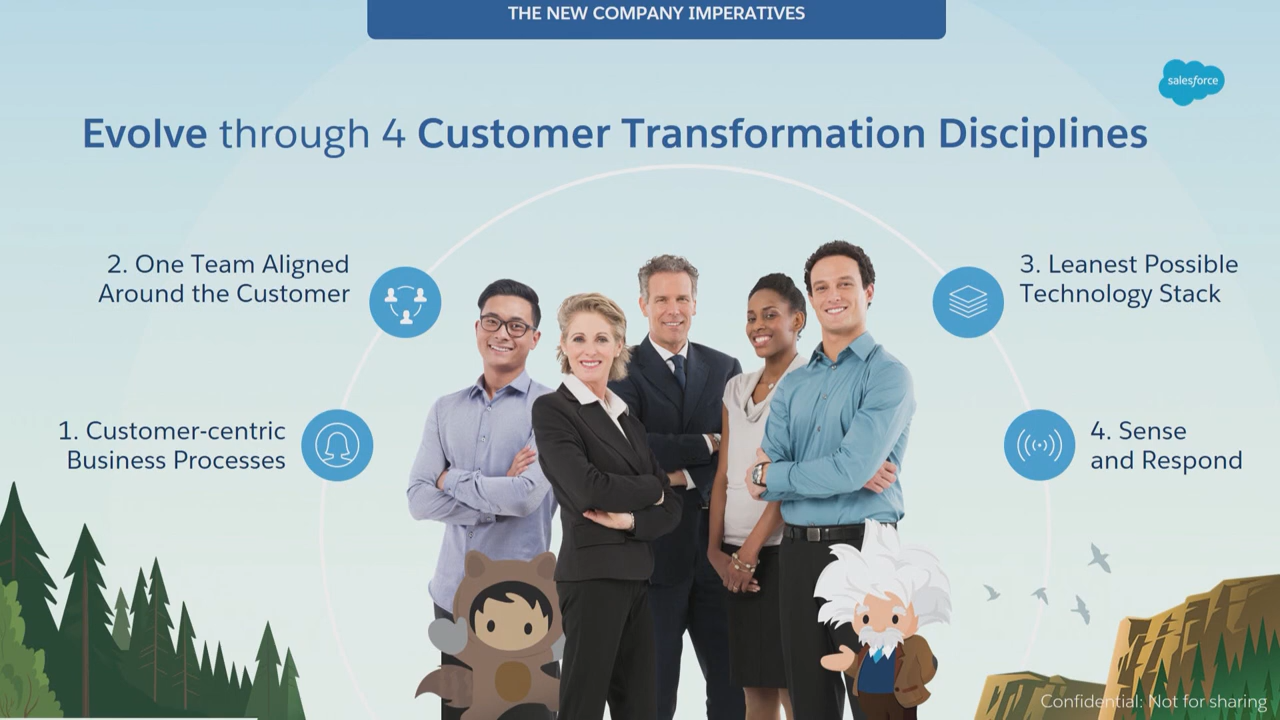 THE NEW COMPANY IMPERATIVES
salesforce
Evolve through 4 Customer Transformation Disciplines
2. One Team Aligned
Around the Customer
3. Leanest Possible
Technology Stack
1. Customer-centric
Business Processes
4. Sense
and Respond
Confidential: Not for sharing